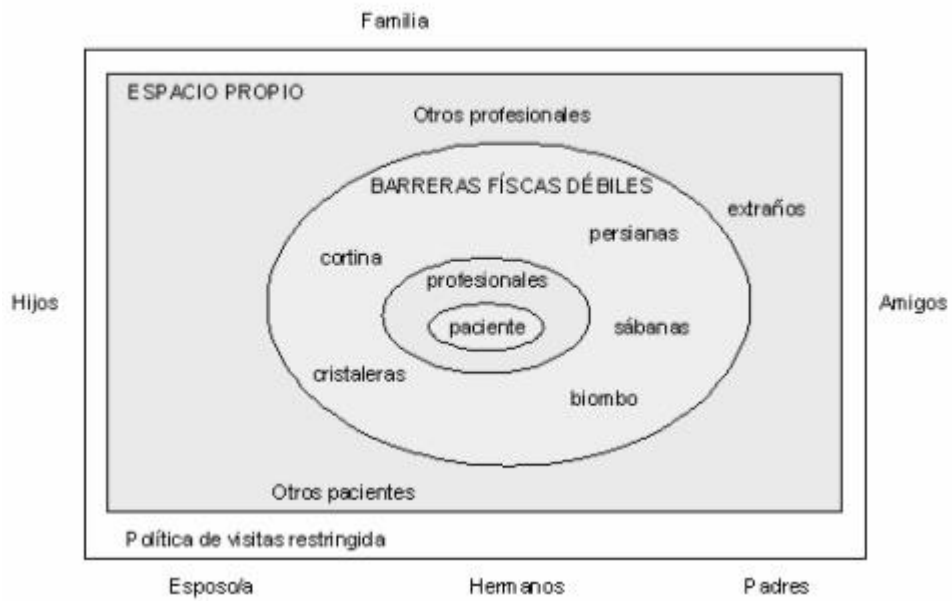 Familia
ESPACIO PROPIO
Otros profesionales
BARRERAS FÍSCAS DÉBILES
extraños
persianas
cortina
profesionales
Hijos
Amigos
paciente
sábanas
cristaleras
biombo
Otros pacientes
Política de visitas restringida
Esposo/a
Hermanos
Padres